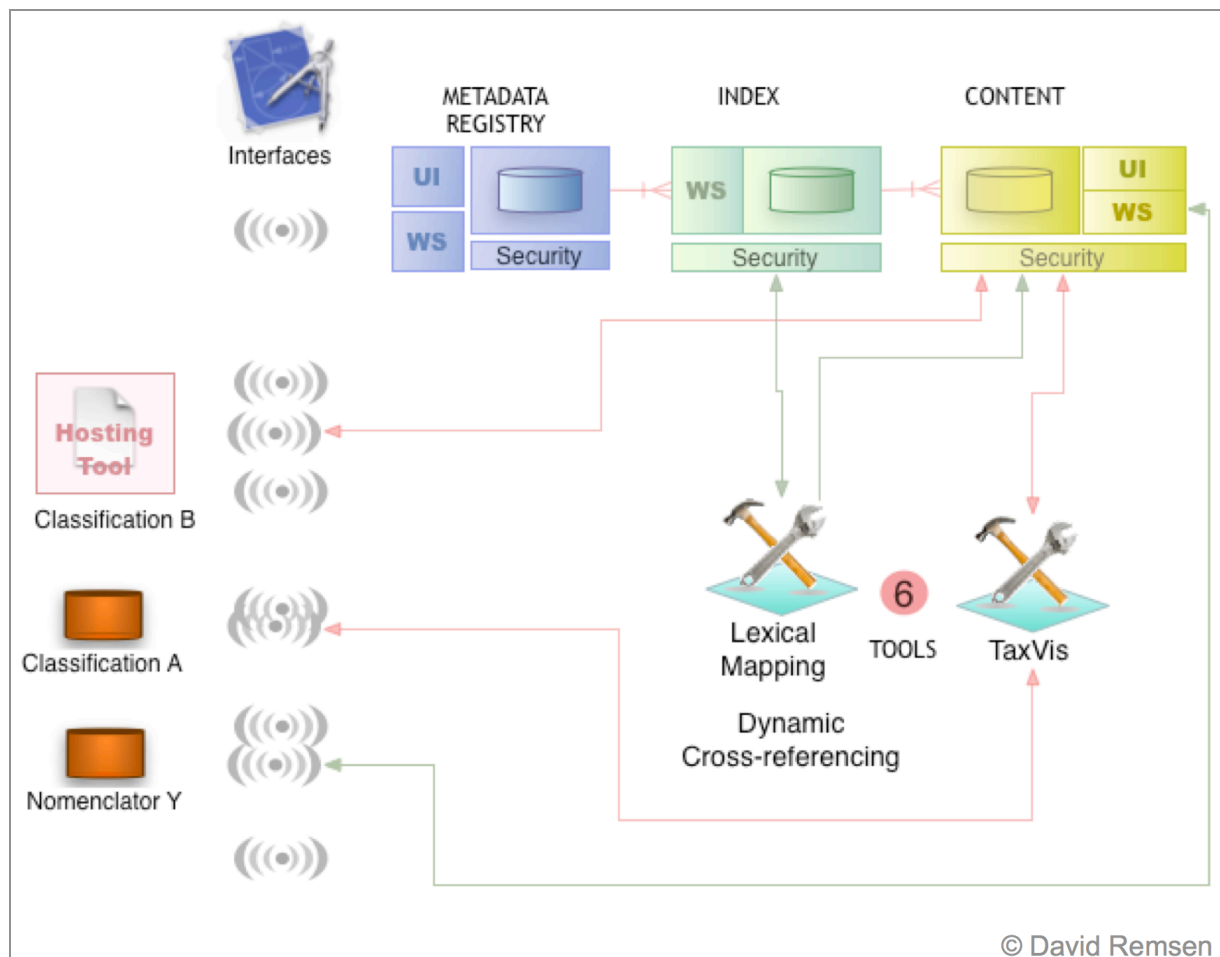 METADATA
REGISTRY
INDEX
CONTENT
Interfaces
UI
WS
Security
WS
Security
UI
WS
Security
Hosting
Tool
Classification B
Classification A
Nomenclator Y
Lexical
Mapping
6
TOOLS
TaxVis
Dynamic
Cross-referencing
© David Remsen